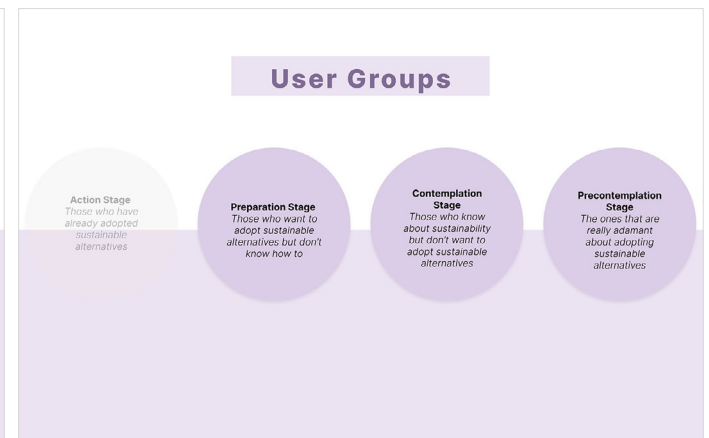 User Groups
Action Stage
Those who have
already adopted
sustainable
alternatives
Preparation Stage
Those who want to
adopt sustainable
alternatives but don't
know how to
Contemplation
Stage
Those who know
about sustainability
but don't want to
adopt sustainable
alternatives
Precontemplation
Stage
The ones that are
really adamant
about adopting
sustainable
alternatives